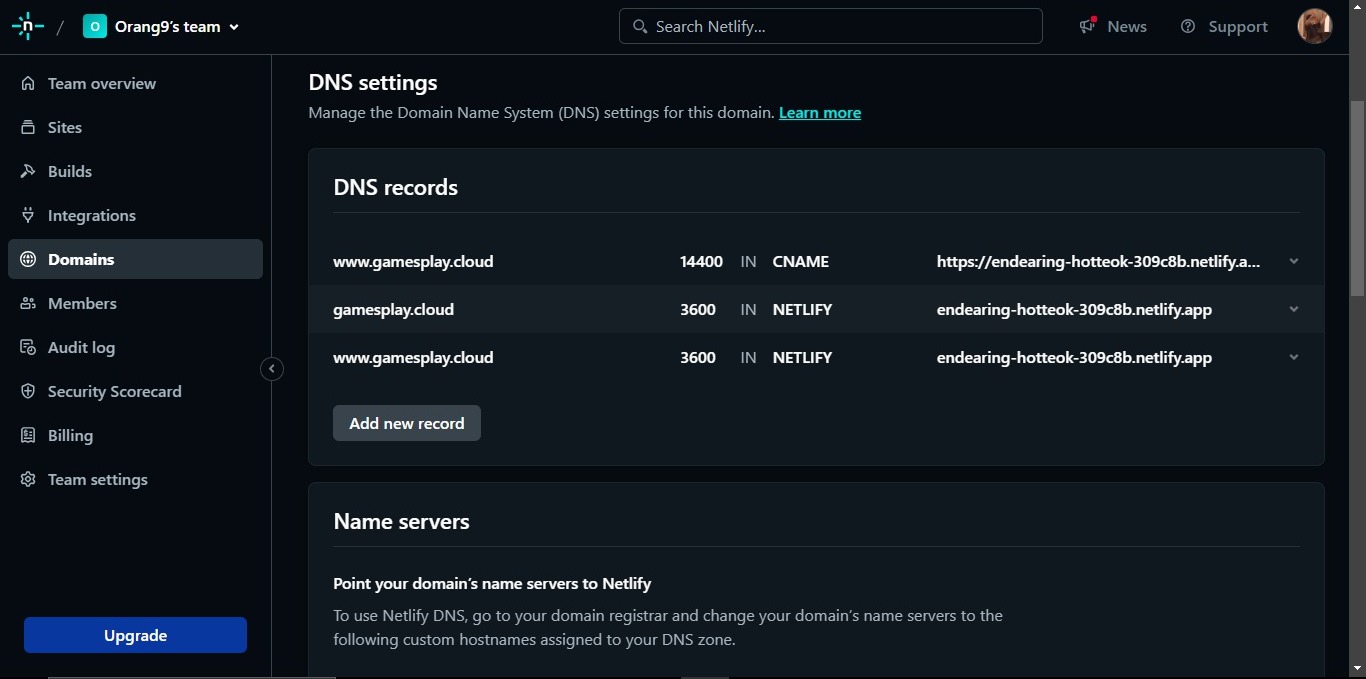 n / O Orang9's team
Search Netlify...
News
Support
Team overview
Sites
Builds
Integrations
Domains
Members
Audit log
Security Scorecard
Billing
Team settings
Upgrade
DNS settings
Manage the Domain Name System (DNS) settings for this domain. Learn more
DNS records
www.gamesplay.cloud 14400 IN CNAME https://endearing-hotteok-309c8b.netlify.a...
gamesplay.cloud 3600 IN NETLIFY endearing-hotteok-309c8b.netlify.app
www.gamesplay.cloud 3600 IN NETLIFY endearing-hotteok-309c8b.netlify.app
Add new record
Name servers
Point your domain's name servers to Netlify
To use Netlify DNS, go to your domain registrar and change your domain's name servers to the
following custom hostnames assigned to your DNS zone.